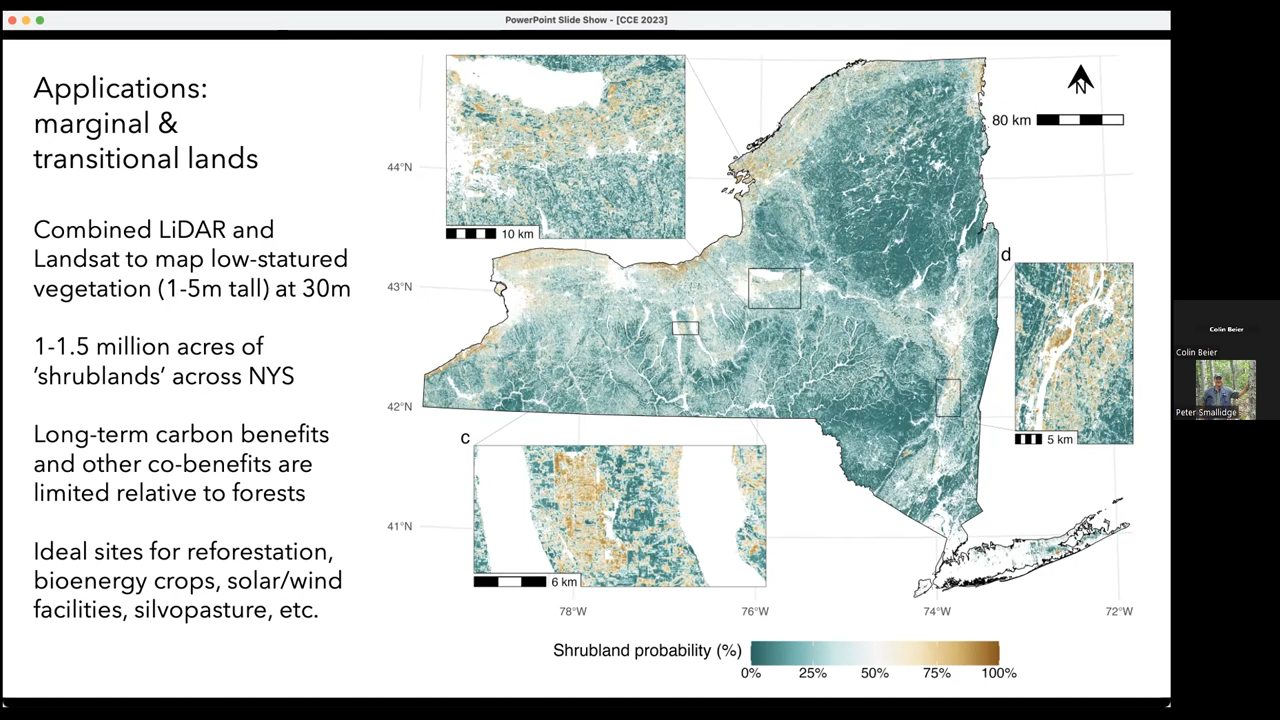 PowerPoint Slide Show - [CCE 2023]
Applications:
marginal &
transitional lands
Combined LiDAR and
Landsat to map low-statured
vegetation (1-5m tall) at 30m
1-1.5 million acres of
‘shrublands’ across NYS
Long-term carbon benefits
and other co-benefits are
limited relative to forests
Ideal sites for reforestation,
bioenergy crops, solar/wind
facilities, silvopasture, etc.
N
80 km
44°N
10 km
43°N
d
42°N
5 km
c
41°N
6 km
78°W
76°W
74°W
72°W
Shrubland probability (%)
0%
25%
50%
75%
100%
Colin Beier
Colin Beier
Peter Smallidge